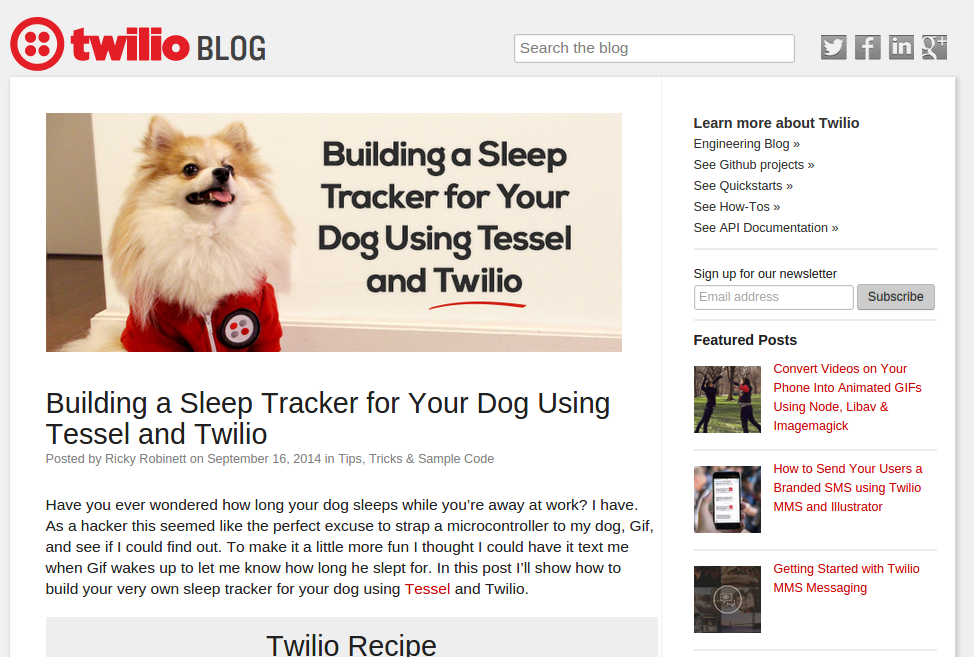 twilio BLOG
Search the blog
Building a Sleep
Tracker for Your
Dog Using Tessel
and Twilio
Building a Sleep Tracker for Your Dog Using
Tessel and Twilio
Posted by Ricky Robinett on September 16, 2014 in Tips, Tricks & Sample Code
Have you ever wondered how long your dog sleeps while you’re away at work? I have.
As a hacker this seemed like the perfect excuse to strap a microcontroller to my dog, Gif,
and see if I could find out. To make it a little more fun I thought I could have it text me
when Gif wakes up to let me know how long he slept for. In this post I’ll show how to
build your very own sleep tracker for your dog using Tessel and Twilio.
Twilio Recipe
Learn more about Twilio
Engineering Blog »
See Github projects »
See Quickstarts »
See How-Tos »
See API Documentation »
Sign up for our newsletter
Email address
Subscribe
Featured Posts
Convert Videos on Your
Phone Into Animated GIFs
Using Node, Libav &
Imagemagick
How to Send Your Users a
Branded SMS using Twilio
MMS and Illustrator
Getting Started with Twilio
MMS Messaging